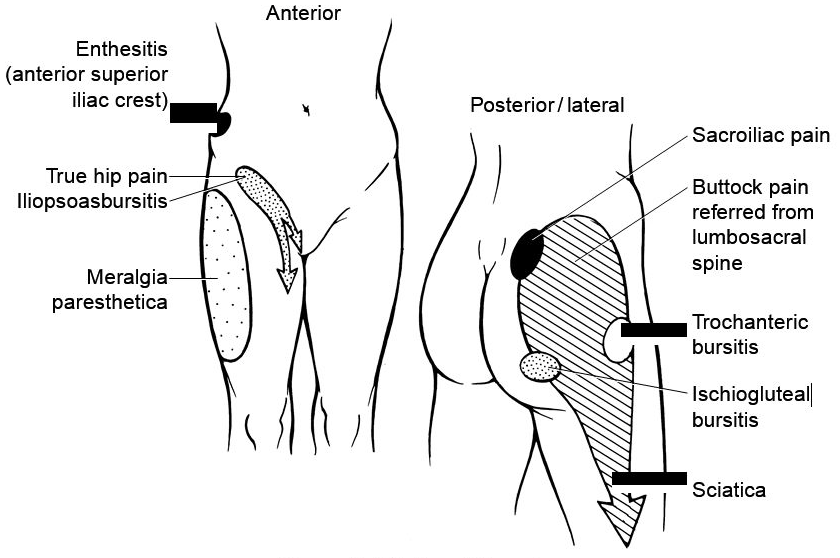 Anterior
Enthesitis
(anterior superior
iliac crest)
True hip pain
Iliopsoasbursitis
Meralgia
paresthetica
Posterior/lateral
Sacroiliac pain
Buttock pain
referred from
lumbosacral
spine
Trochanteric
bursitis
Ischiogluteal
bursitis
Sciatica